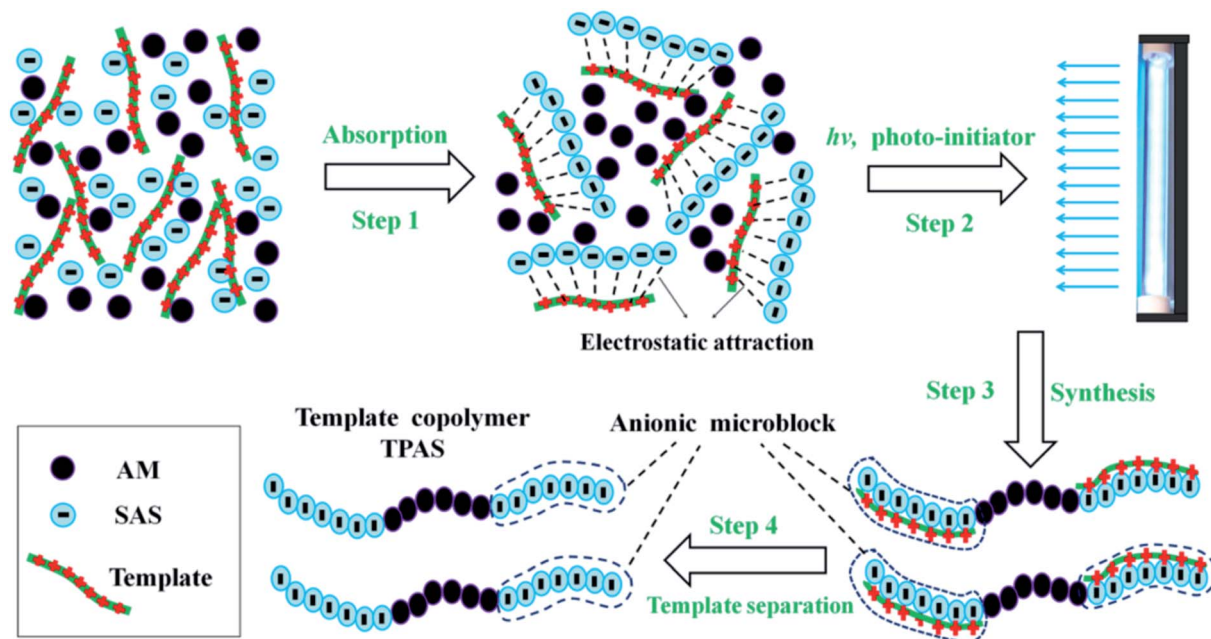 Absorption
Step 1
Electrostatic attraction
hν, photo-initiator
Step 2
Step 3
Synthesis
Template copolymer
TPAS
Anionic microblock
Step 4
Template separation
AM
SAS
Template